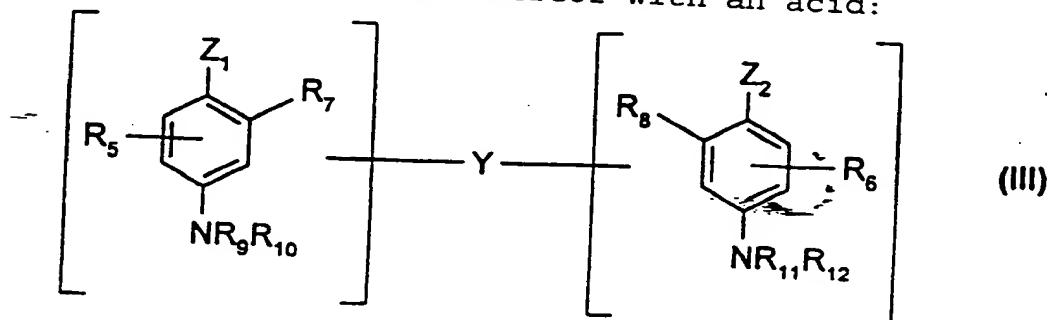 with an acid:
Z₁ Z₂
R₇ R₈
R₅ Y R₆ (III)
NR₉R₁₀ NR₁₁R₁₂